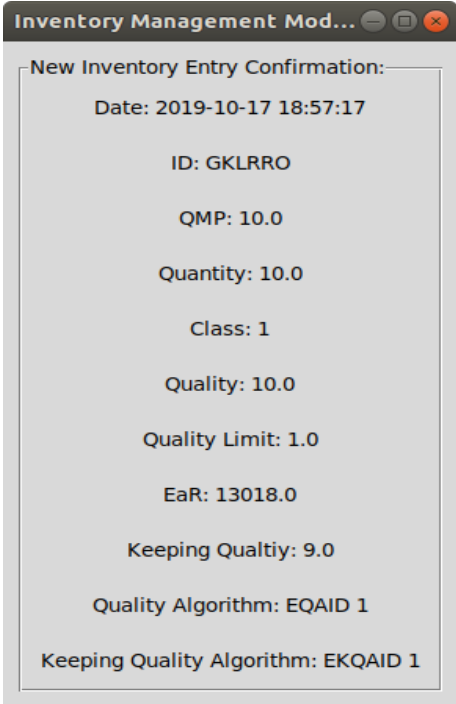 Inventory Management Mod...
New Inventory Entry Confirmation:
Date: 2019-10-17 18:57:17
ID: GKLRRO
QMP: 10.0
Quantity: 10.0
Class: 1
Quality: 10.0
Quality Limit: 1.0
EaR: 13018.0
Keeping Qualtiy: 9.0
Quality Algorithm: EQAID 1
Keeping Quality Algorithm: EKQAID 1